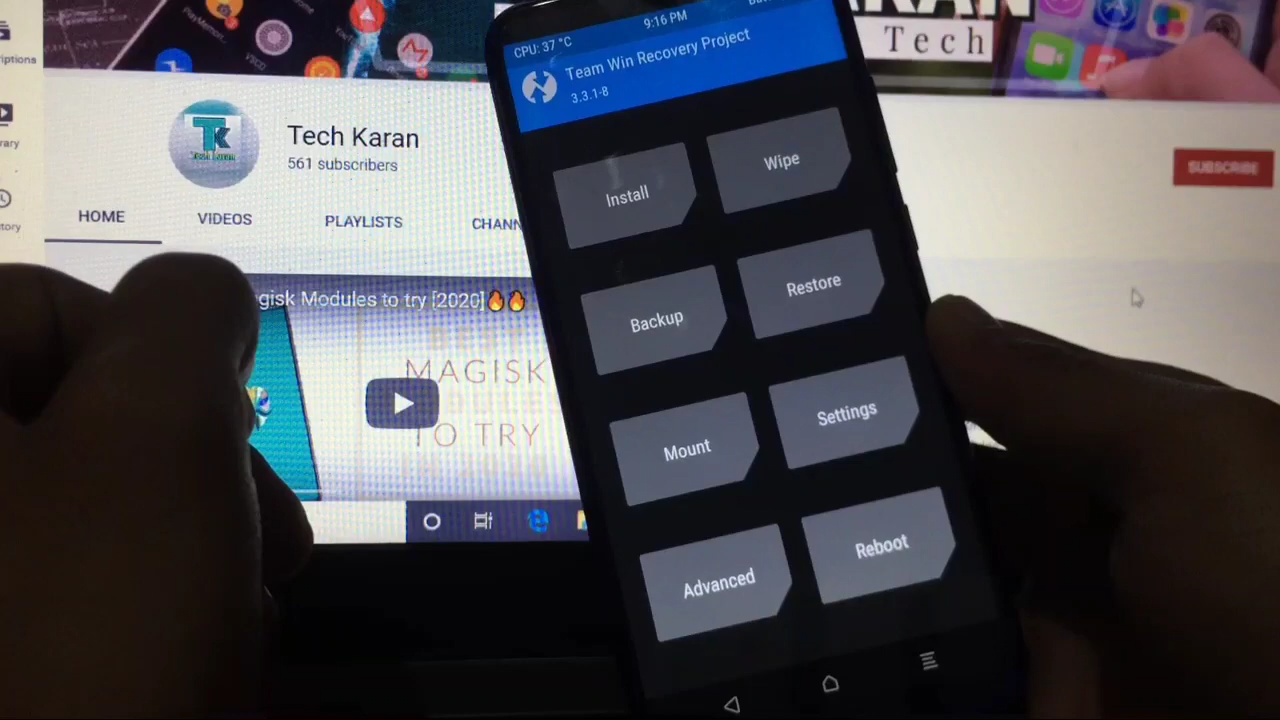 ARAN
Tech
Tech Karan
561 subscribers
SUBSCRIBE
HOME
VIDEOS
PLAYLISTS
CHANN
gisk Modules to try [2020]🔥🔥
MAGISK
TO TRY
CPU: 37 °C
9:16 PM
Team Win Recovery Project
3.3.1-8
Install
Wipe
Backup
Restore
Mount
Settings
Advanced
Reboot